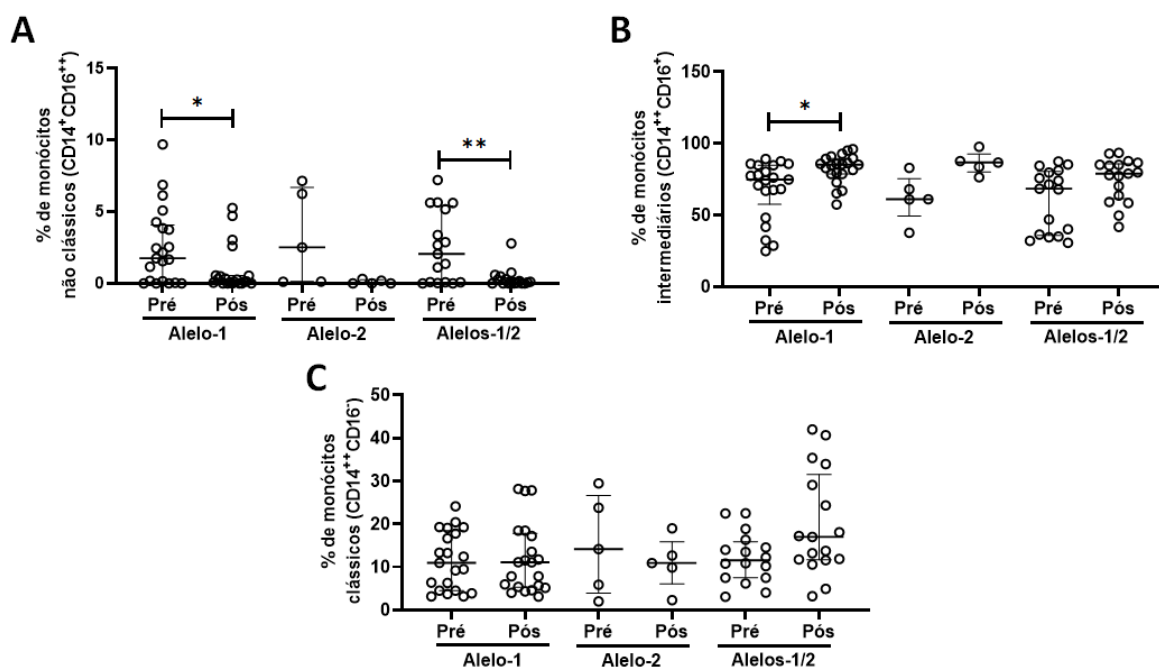 A
% de monócitos
não clássicos (CD14⁺CD16⁺⁺)
15
10
5
0
*
**
Pré Pós Pré Pós Pré Pós
Alelo-1 Alelo-2 Alelos-1/2
B
% de monócitos
intermediários (CD14⁺⁺CD16⁺)
150
100
50
0
*
Pré Pós Pré Pós Pré Pós
Alelo-1 Alelo-2 Alelos-1/2
C
% de monócitos
clássicos (CD14⁺⁺CD16⁻)
50
40
30
20
10
0
Pré Pós Pré Pós Pré Pós
Alelo-1 Alelo-2 Alelos-1/2